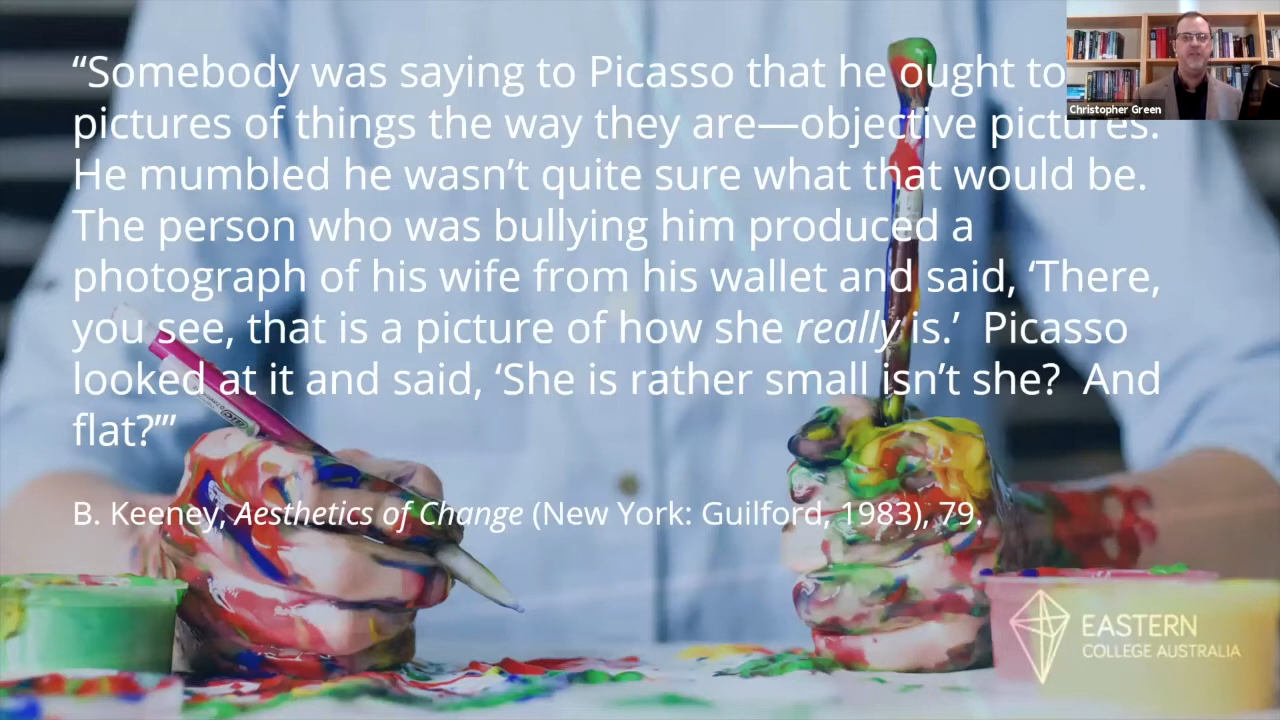 “Somebody was saying to Picasso that he ought to
pictures of things the way they are—objective pictures.
He mumbled he wasn’t quite sure what that would be.
The person who was bullying him produced a
photograph of his wife from his wallet and said, ‘There,
you see, that is a picture of how she really is.’  Picasso
looked at it and said, ‘She is rather small isn’t she?  And
flat?’”
B. Keeney, Aesthetics of Change (New York: Guilford, 1983), 79.
Christopher Green
EASTERN
COLLEGE AUSTRALIA